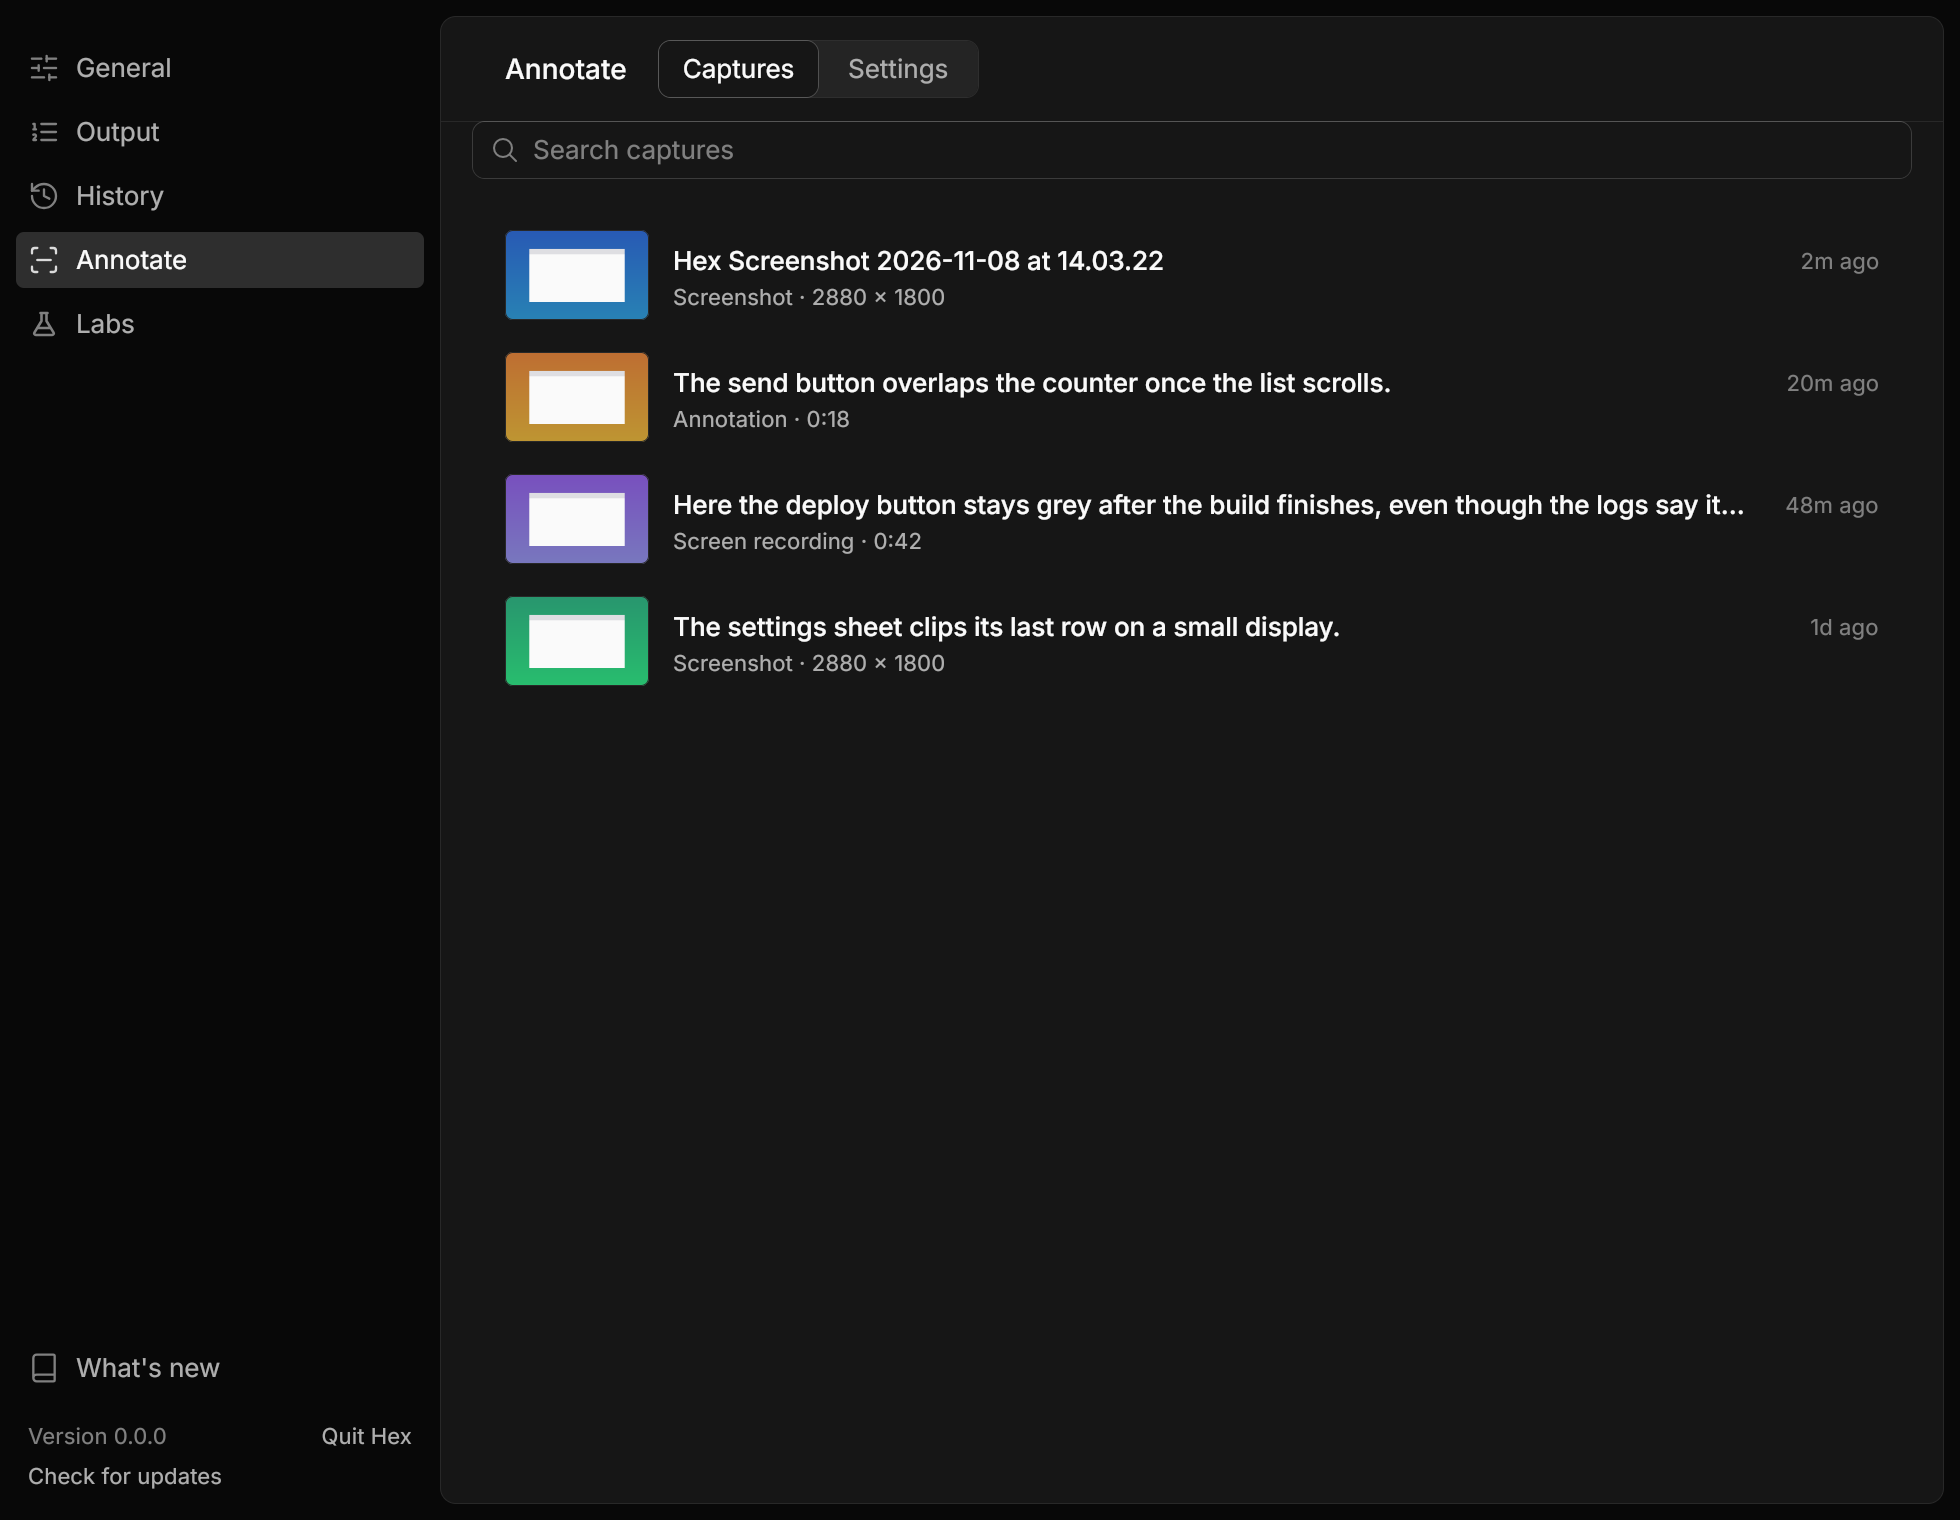 General
Output
History
Annotate
Labs
What's new
Version 0.0.0
Quit Hex
Check for updates
Annotate
Captures
Settings
Search captures
Hex Screenshot 2026-11-08 at 14.03.22
2m ago
Screenshot · 2880 × 1800
The send button overlaps the counter once the list scrolls.
20m ago
Annotation · 0:18
Here the deploy button stays grey after the build finishes, even though the logs say it...
48m ago
Screen recording · 0:42
The settings sheet clips its last row on a small display.
1d ago
Screenshot · 2880 × 1800